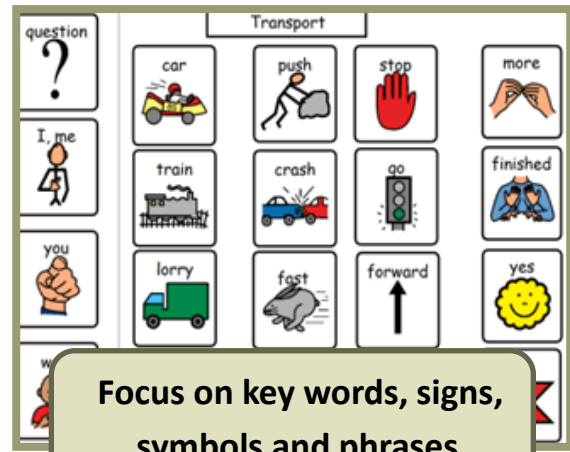 Transport
question
car
push
stop
more
I, me
train
crash
go
finished
you
lorry
fast
forward
yes
Focus on key words, signs,
symbols and phrases